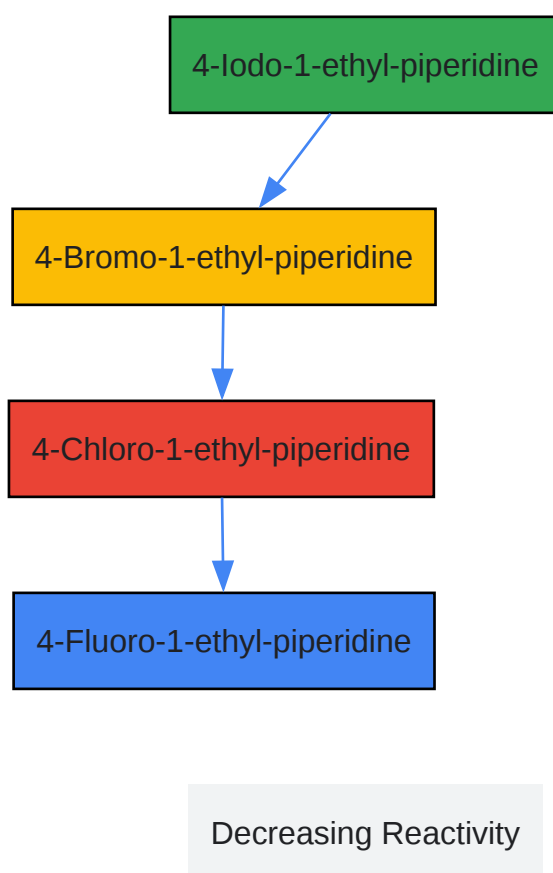 4-Iodo-1-ethyl-piperidine
4-Bromo-1-ethyl-piperidine
4-Chloro-1-ethyl-piperidine
4-Fluoro-1-ethyl-piperidine
Decreasing Reactivity